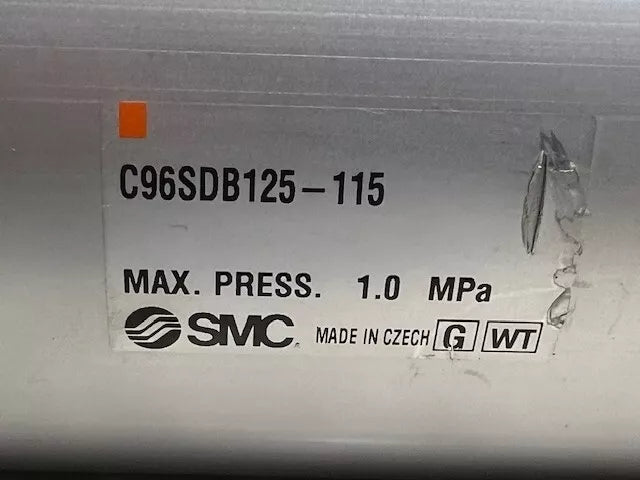 C96SDB125-115
MAX. PRESS. 1.0 MPa
SMC MADE IN CZECH G WT